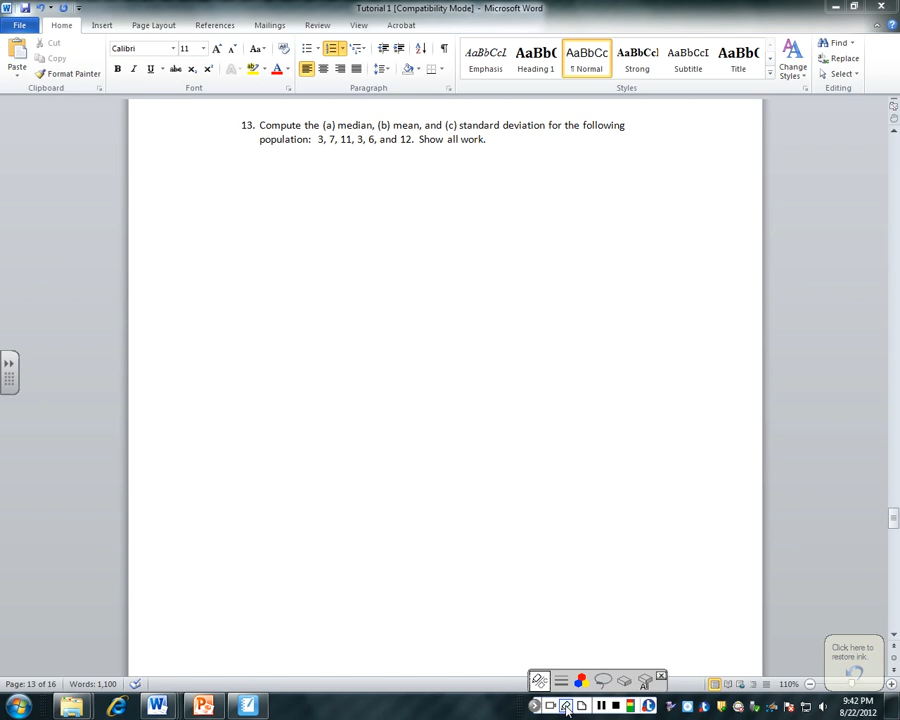 Tutorial 1 [Compatibility Mode] - Microsoft Word
File Home Insert Page Layout References Mailings Review View Acrobat
Paste
Cut
Copy
Format Painter
Clipboard
Calibri 11
Font
Paragraph
AaBbCcI AaBb( AaBbCc AaBbCcI AaBbCcI AaBb(
Emphasis Heading 1 ¶ Normal Strong Subtitle Title
Change Styles
Styles
Find
Replace
Select
Editing
13. Compute the (a) median, (b) mean, and (c) standard deviation for the following
population: 3, 7, 11, 3, 6, and 12. Show all work.
Click here to
restore ink.
All
Page: 13 of 16 Words: 1,100 110%
9:42 PM
8/22/2012